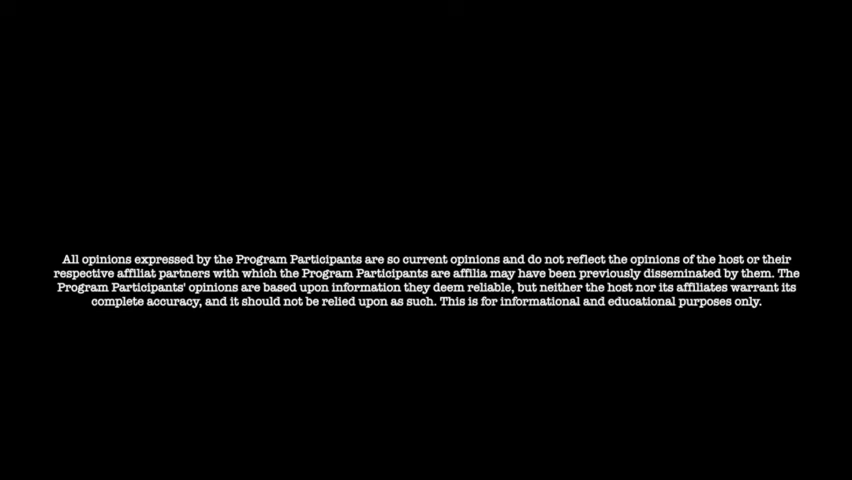 All opinions expressed by the Program Participants are so current opinions and do not reflect the opinions of the host or their
respective affiliat partners with which the Program Participants are affilia may have been previously disseminated by them. The
Program Participants' opinions are based upon information they deem reliable, but neither the host nor its affiliates warrant its
complete accuracy, and it should not be relied upon as such. This is for informational and educational purposes only.